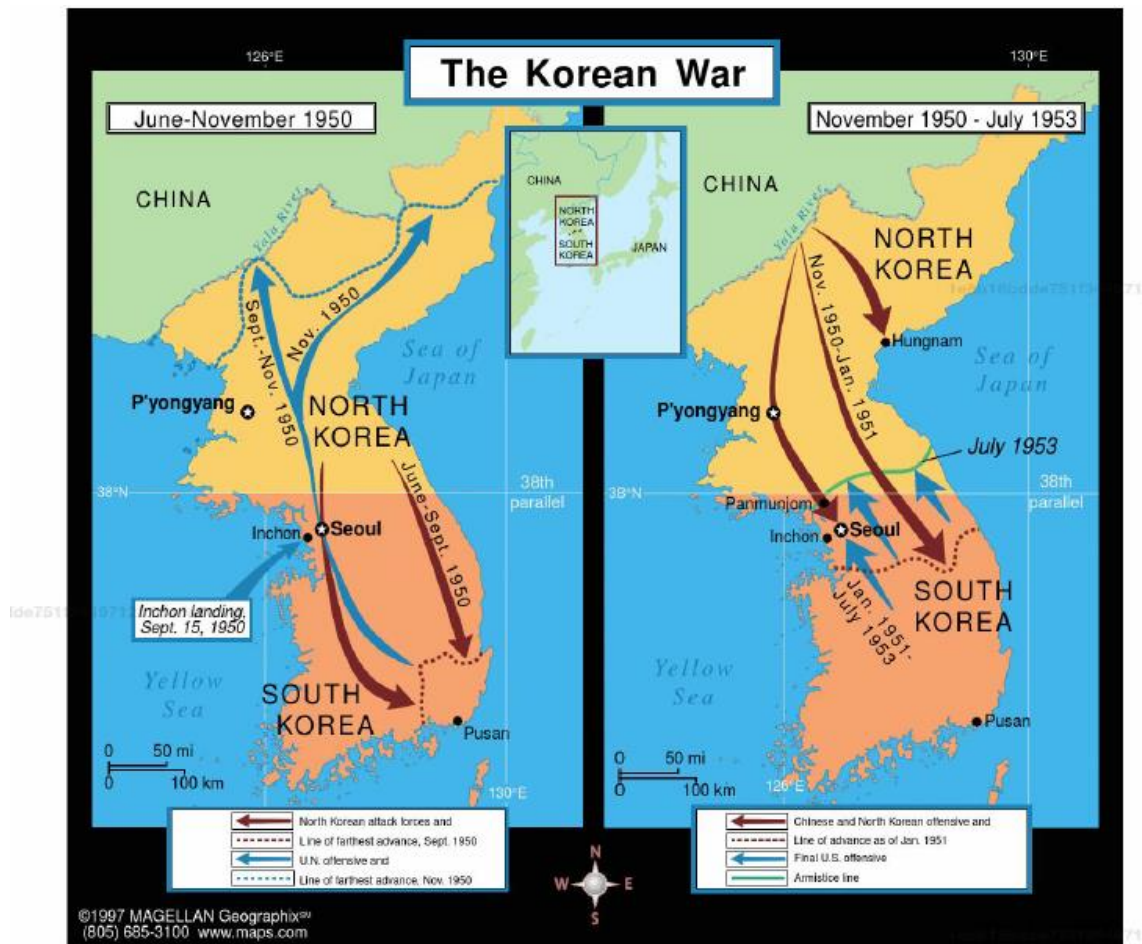 The Korean War
126°E
130°E
June-November 1950
CHINA
Yalu River
Sept.-Nov. 1950
Nov. 1950
Sea of
Japan
P'yongyang
NORTH
KOREA
June-Sept. 1950
38°N
38th
parallel
Inchon
Seoul
Inchon landing,
Sept. 15, 1950
Yellow
Sea
SOUTH
KOREA
Pusan
0 50 mi
0 100 km
130°E
North Korean attack forces and
Line of farthest advance, Sept. 1950
U.N. offensive and
Line of farthest advance, Nov. 1950
CHINA
NORTH
KOREA
SOUTH
KOREA
JAPAN
November 1950 - July 1953
CHINA
Yalu River
NORTH
KOREA
Nov. 1950-Jan. 1951
Hungnam
Sea of
Japan
P'yongyang
July 1953
38°N
38th
parallel
Panmunjom
Inchon
Seoul
SOUTH
KOREA
Jan. 1951-
July 1953
Yellow
Sea
Pusan
0 50 mi
0 100 km
126°E
Chinese and North Korean offensive and
Line of advance as of Jan. 1951
Final U.S. offensive
Armistice line
N
W E
S
©1997 MAGELLAN Geographix℠
(805) 685-3100 www.maps.com